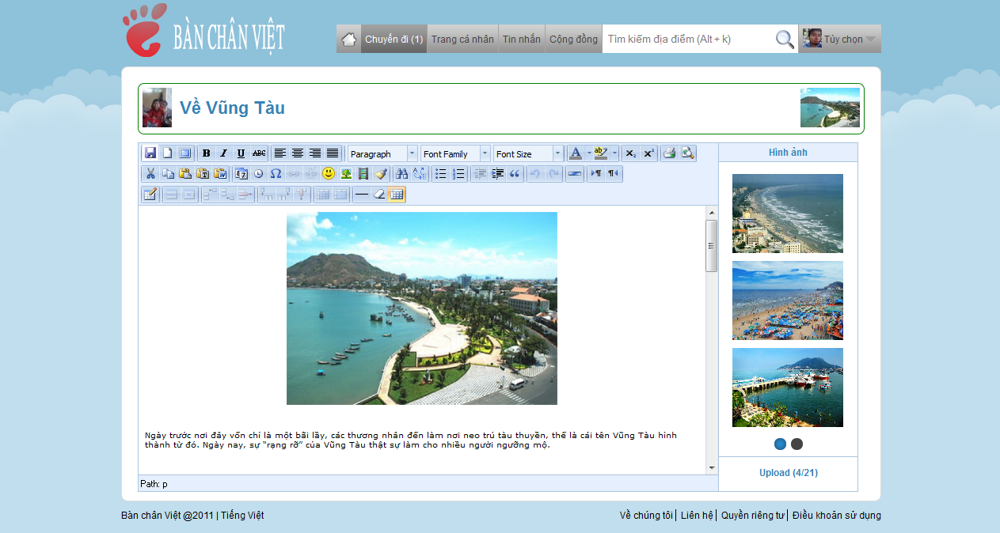 BÀN CHÂN VIỆT
Chuyến đi (1) Trang cá nhân Tin nhắn Cộng đồng Tìm kiếm địa điểm (Alt + k) Tùy chọn
Về Vũng Tàu
B I U ABC Paragraph Font Family Font Size A ab x₂ x²
Hình ảnh
Ngày trước nơi đây vốn chỉ là một bãi lầy, các thương nhân đến làm nơi neo trú tàu thuyền, thế là cái tên Vũng Tàu hình
thành từ đó. Ngày nay, sự “rạng rỡ” của Vũng Tàu thật sự làm cho nhiều người ngưỡng mộ.
Path: p
Upload (4/21)
Bàn chân Việt @2011 | Tiếng Việt
Về chúng tôi | Liên hệ | Quyền riêng tư | Điều khoản sử dụng